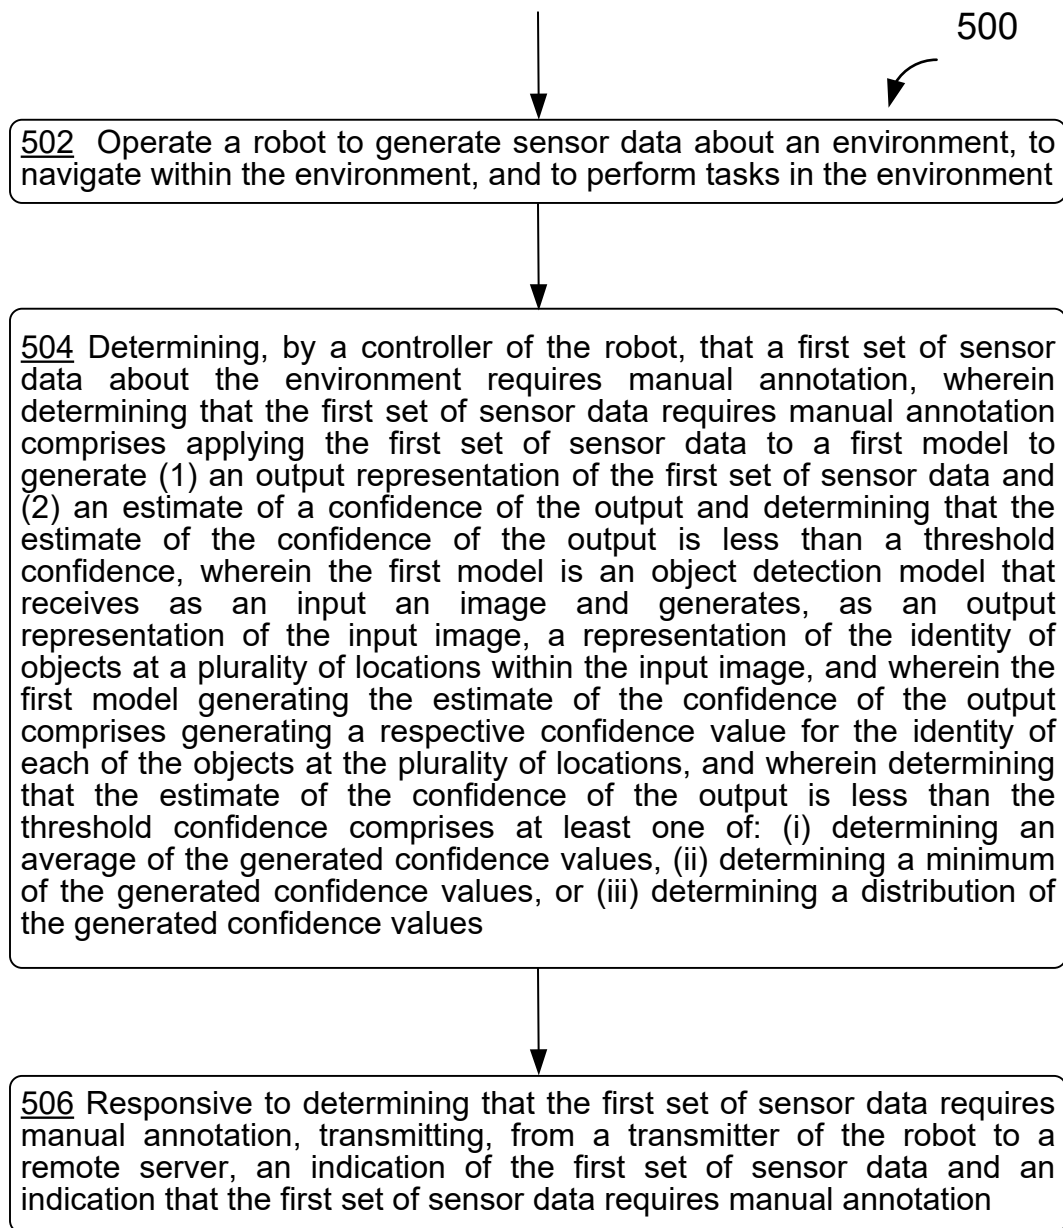 500
502 Operate a robot to generate sensor data about an environment, to
navigate within the environment, and to perform tasks in the environment
504 Determining, by a controller of the robot, that a first set of sensor
data about the environment requires manual annotation, wherein
determining that the first set of sensor data requires manual annotation
comprises applying the first set of sensor data to a first model to
generate (1) an output representation of the first set of sensor data and
(2) an estimate of a confidence of the output and determining that the
estimate of the confidence of the output is less than a threshold
confidence, wherein the first model is an object detection model that
receives as an input an image and generates, as an output
representation of the input image, a representation of the identity of
objects at a plurality of locations within the input image, and wherein the
first model generating the estimate of the confidence of the output
comprises generating a respective confidence value for the identity of
each of the objects at the plurality of locations, and wherein determining
that the estimate of the confidence of the output is less than the
threshold confidence comprises at least one of: (i) determining an
average of the generated confidence values, (ii) determining a minimum
of the generated confidence values, or (iii) determining a distribution of
the generated confidence values
506 Responsive to determining that the first set of sensor data requires
manual annotation, transmitting, from a transmitter of the robot to a
remote server, an indication of the first set of sensor data and an
indication that the first set of sensor data requires manual annotation